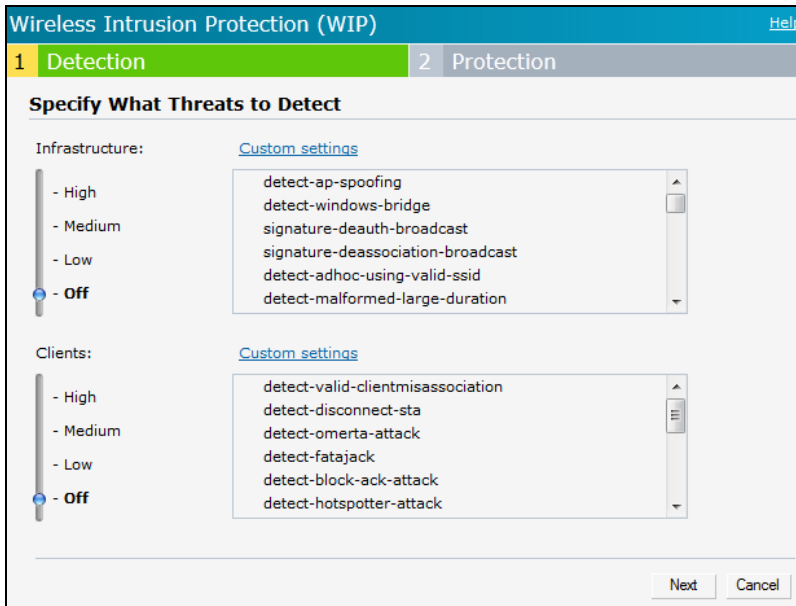 Wireless Intrusion Protection (WIP) Help
1 Detection 2 Protection
Specify What Threats to Detect
Infrastructure: Custom settings
- High
- Medium
- Low
- Off
detect-ap-spoofing
detect-windows-bridge
signature-deauth-broadcast
signature-deassociation-broadcast
detect-adhoc-using-valid-ssid
detect-malformed-large-duration
Clients: Custom settings
- High
- Medium
- Low
- Off
detect-valid-clientmisassociation
detect-disconnect-sta
detect-omerta-attack
detect-fatajack
detect-block-ack-attack
detect-hotspotter-attack
Next Cancel